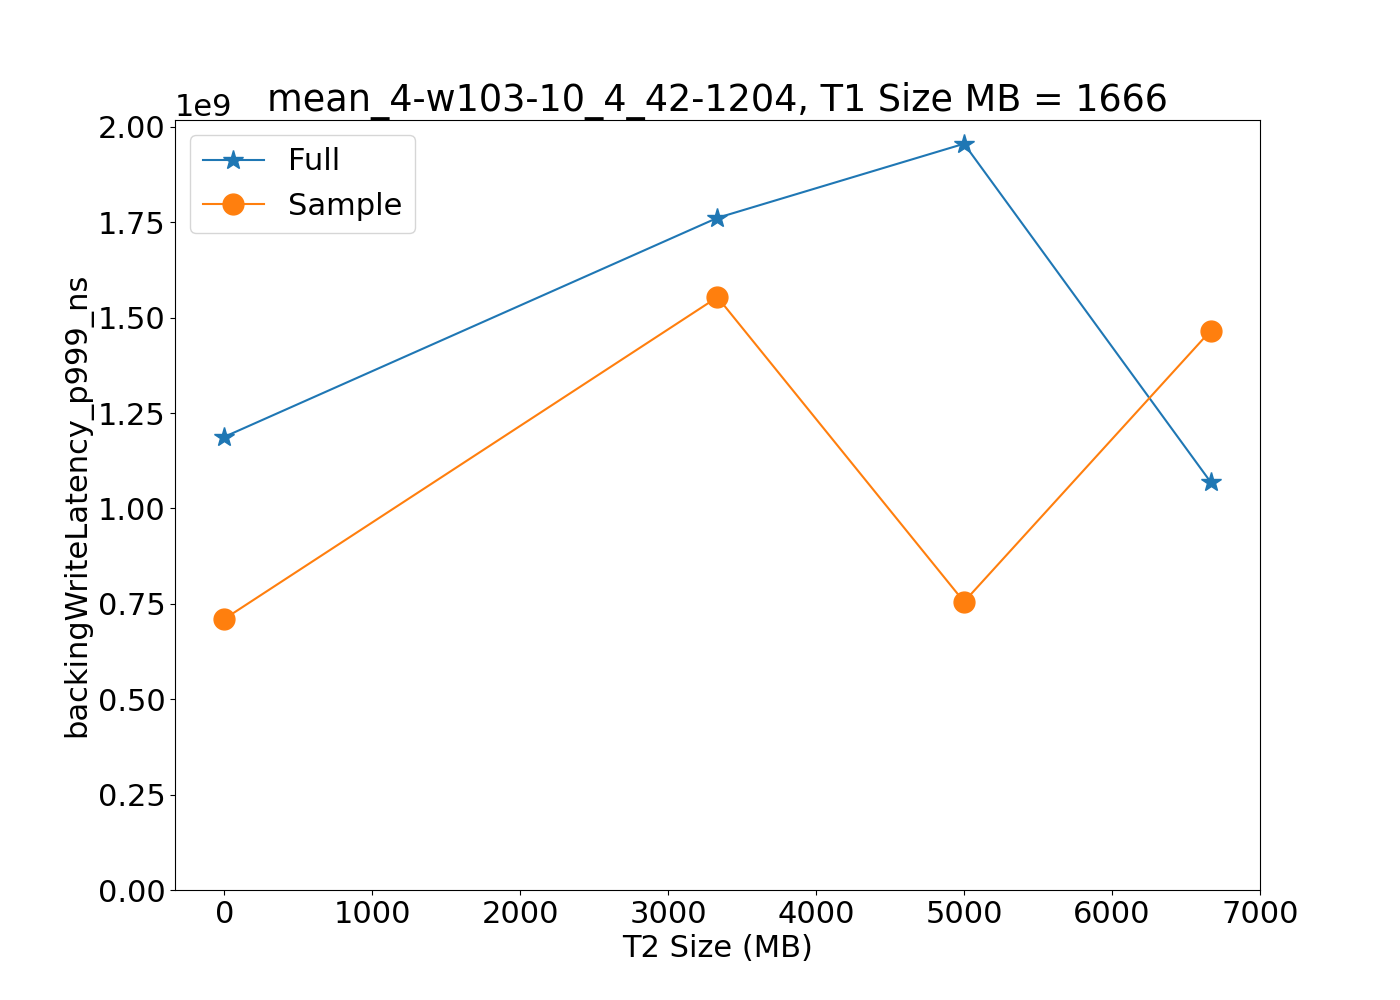 1e9
mean_4-w103-10_4_42-1204, T1 Size MB = 1666
Full
Sample
backingWriteLatency_p999_ns
2.00
1.75
1.50
1.25
1.00
0.75
0.50
0.25
0.00
0 1000 2000 3000 4000 5000 6000 7000
T2 Size (MB)